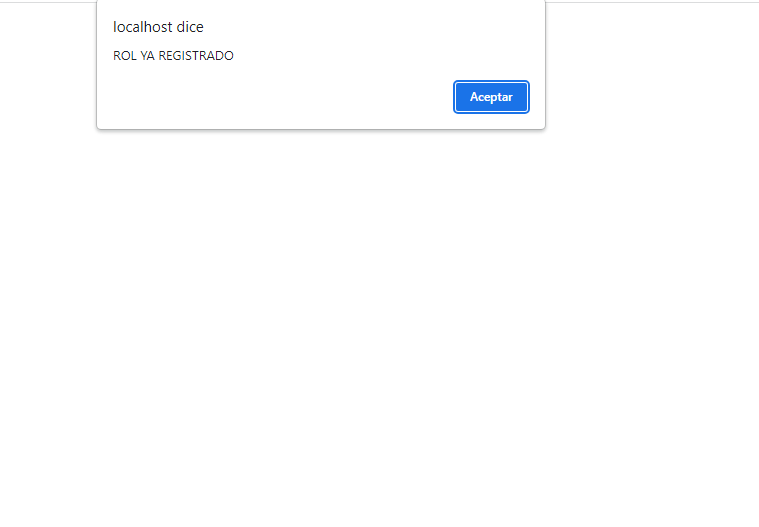 localhost dice
ROL YA REGISTRADO
Aceptar